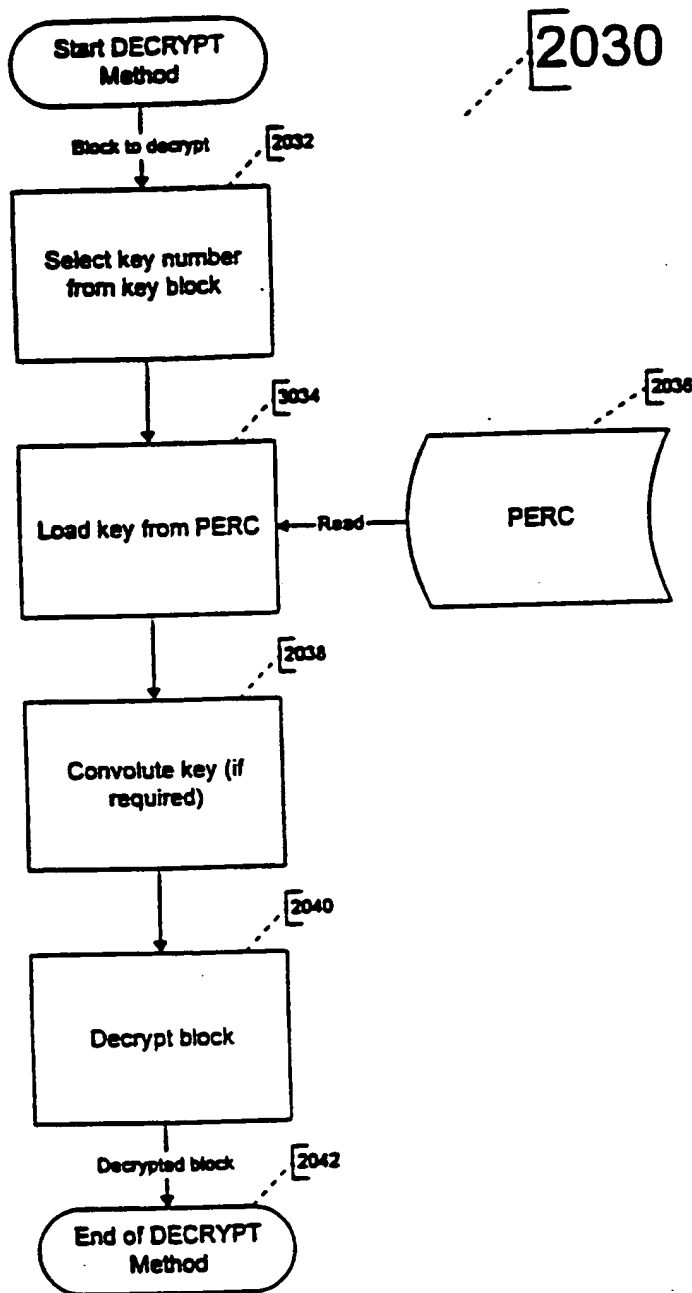 2030
Start DECRYPT
Method
Block to decrypt
2032
Select key number
from key block
3034
2036
Load key from PERC
Read
PERC
2038
Convolute key (if
required)
2040
Decrypt block
Decrypted block
2042
End of DECRYPT
Method